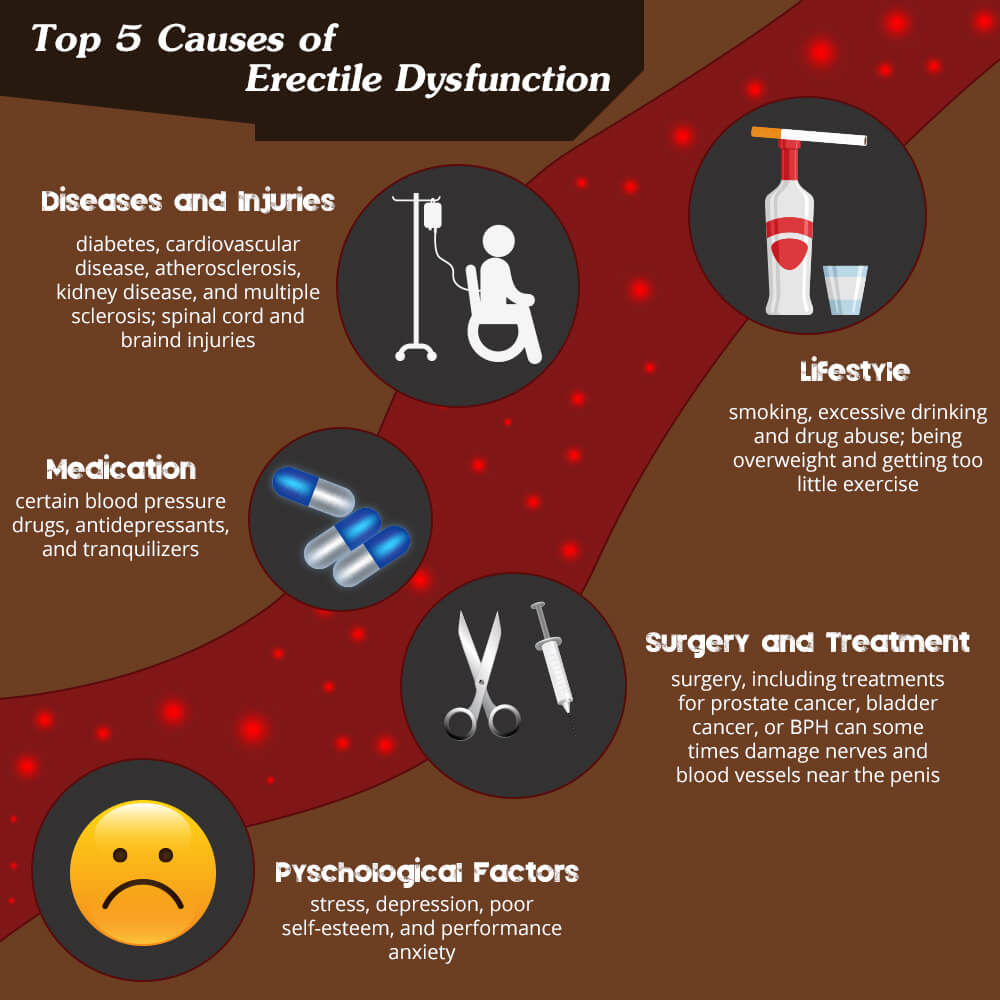 Top 5 Causes of
Erectile Dysfunction
Diseases and Injuries
diabetes, cardiovascular
disease, atherosclerosis,
kidney disease, and multiple
sclerosis; spinal cord and
braind injuries
Lifestyle
smoking, excessive drinking
and drug abuse; being
overweight and getting too
little exercise
Medication
certain blood pressure
drugs, antidepressants,
and tranquilizers
Surgery and Treatment
surgery, including treatments
for prostate cancer, bladder
cancer, or BPH can some
times damage nerves and
blood vessels near the penis
Pyschological Factors
stress, depression, poor
self-esteem, and performance
anxiety